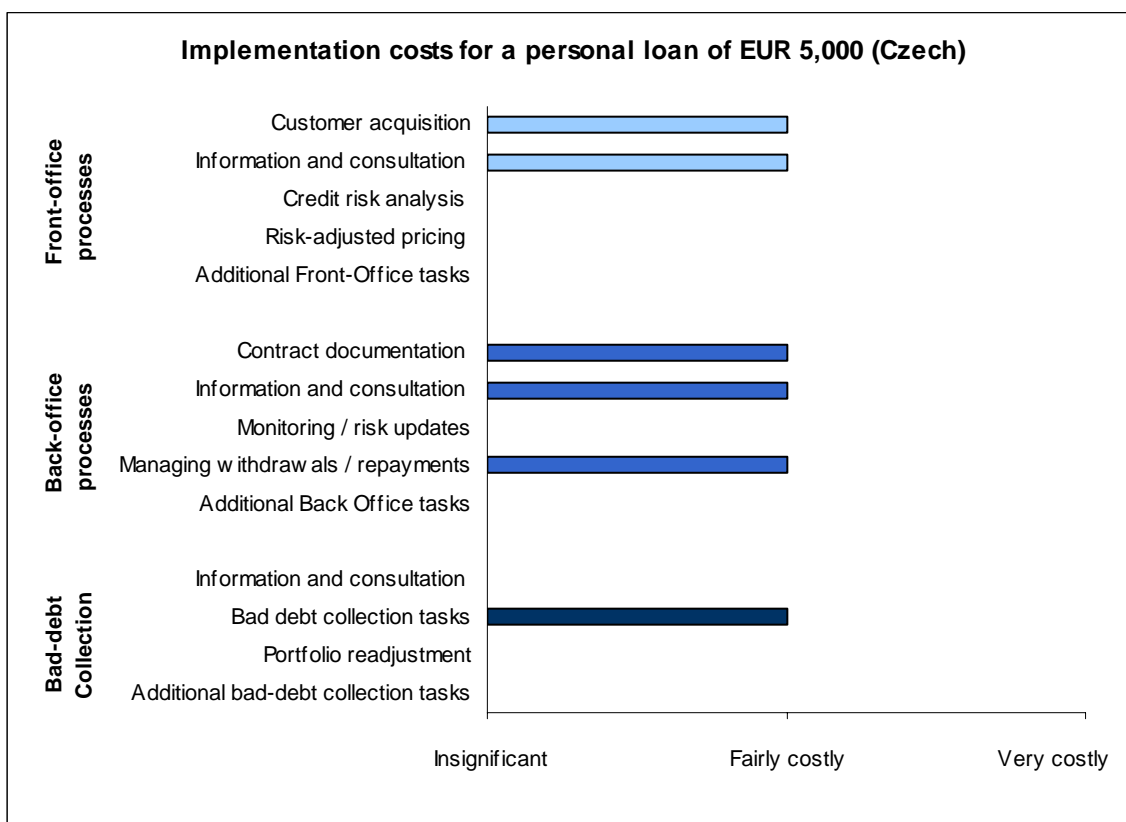 Implementation costs for a personal loan of EUR 5,000 (Czech)
Front-office
processes
Customer acquisition
Information and consultation
Credit risk analysis
Risk-adjusted pricing
Additional Front-Office tasks
Back-office
processes
Contract documentation
Information and consultation
Monitoring / risk updates
Managing withdrawals / repayments
Additional Back Office tasks
Bad-debt
Collection
Information and consultation
Bad debt collection tasks
Portfolio readjustment
Additional bad-debt collection tasks
Insignificant Fairly costly Very costly